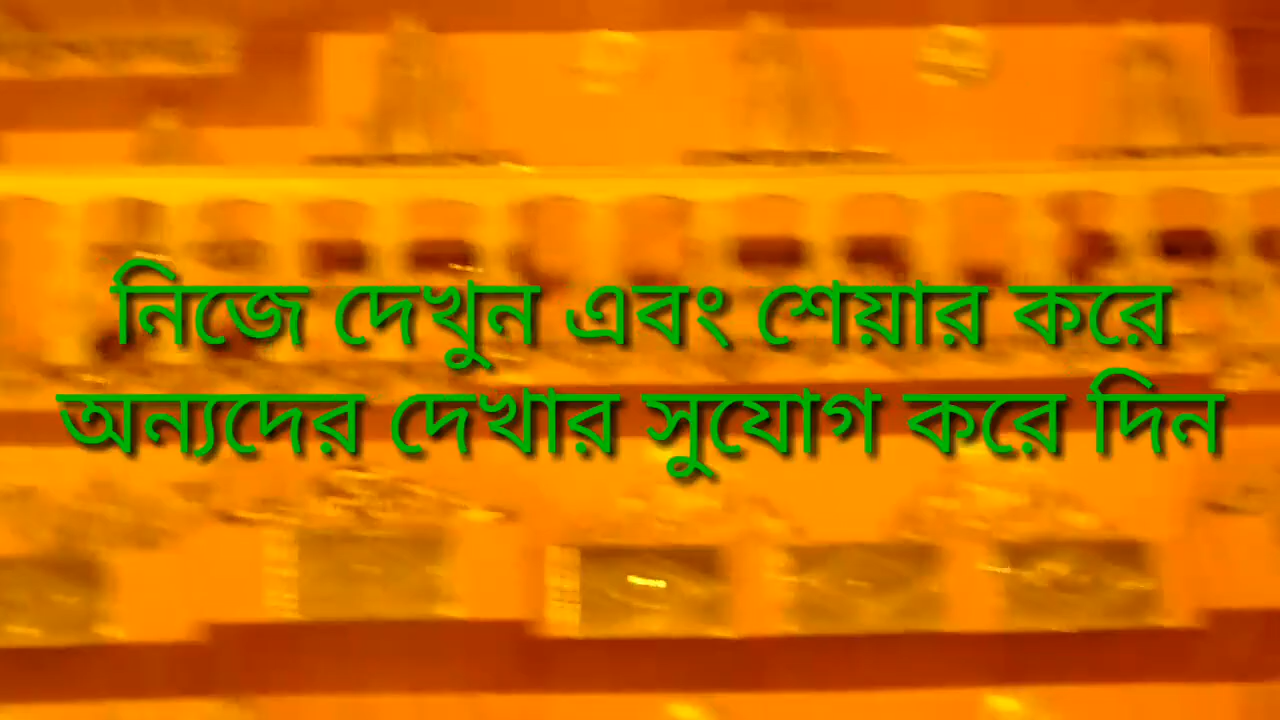 নিজে দেখুন এবং শেয়ার করে
অন্যদের দেখার সুযোগ করে দিন